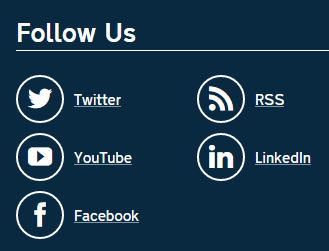 Follow Us
Twitter
RSS
YouTube
LinkedIn
Facebook